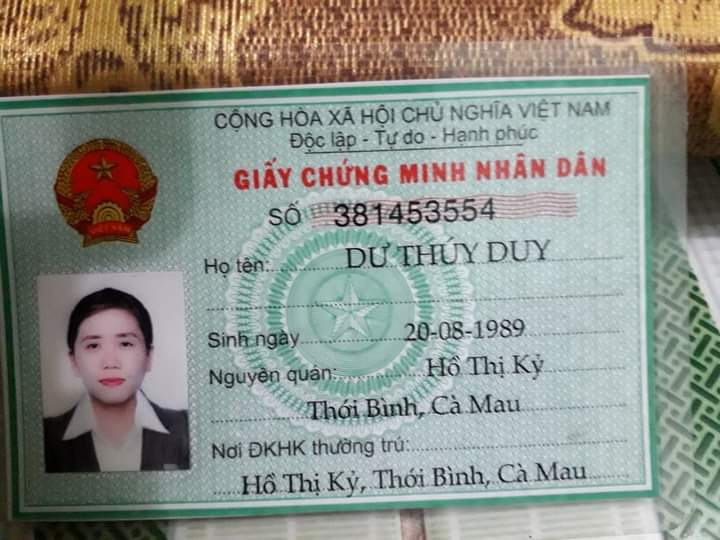 CỘNG HÒA XÃ HỘI CHỦ NGHĨA VIỆT NAM
Độc lập - Tự do - Hạnh phúc
GIẤY CHỨNG MINH NHÂN DÂN
SỐ 381453554
Họ tên: DƯ THÚY DUY
Sinh ngày 20-08-1989
Nguyên quán: Hồ Thị Kỷ
Thới Bình, Cà Mau
Nơi ĐKHK thường trú:
Hồ Thị Kỷ, Thới Bình, Cà Mau
VIỆT NAM